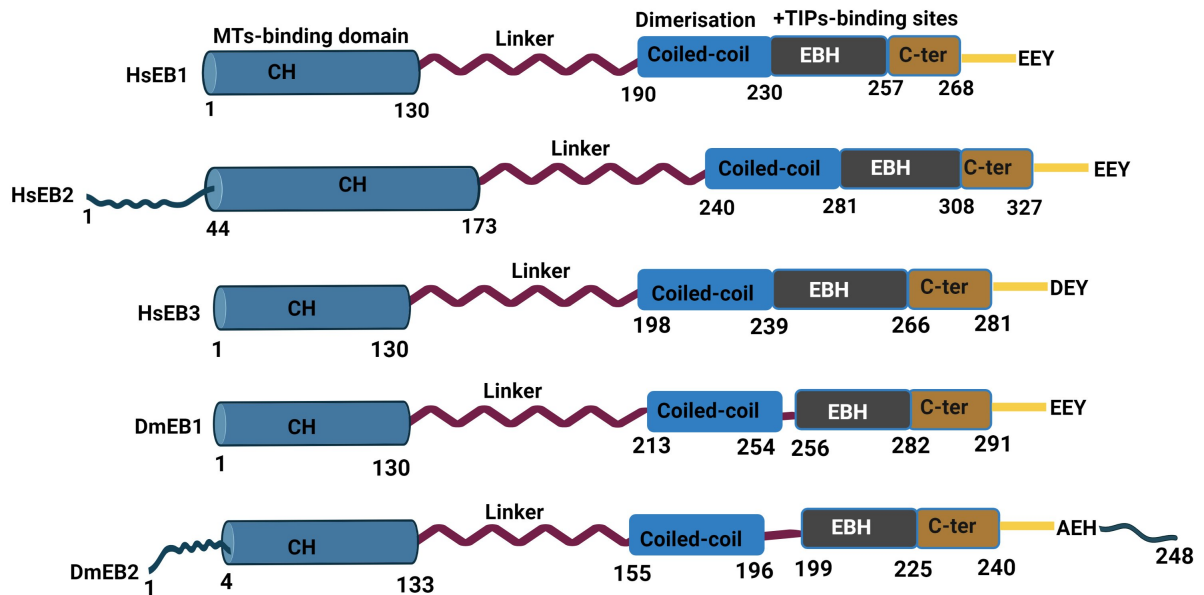 MTs-binding domain Linker Dimerisation +TIPs-binding sites
HsEB1 CH Coiled-coil EBH C-ter EEY
1 130 190 230 257 268
Linker
HsEB2 CH Coiled-coil EBH C-ter EEY
1 44 173 240 281 308 327
Linker
HsEB3 CH Coiled-coil EBH C-ter DEY
1 130 198 239 266 281
Linker
DmEB1 CH Coiled-coil EBH C-ter EEY
1 130 213 254 256 282 291
Linker
DmEB2 CH Coiled-coil EBH C-ter AEH
1 4 133 155 196 199 225 240 248